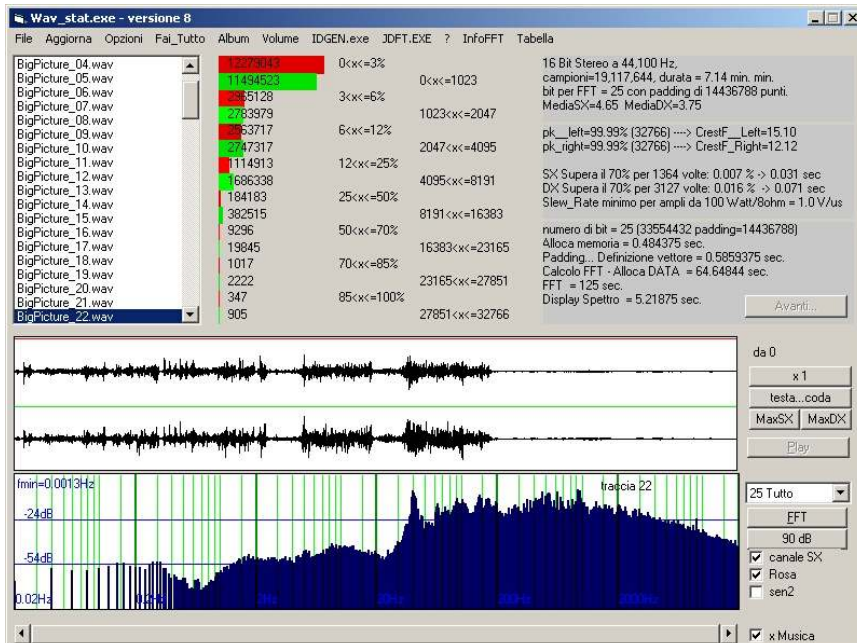 Wav_stat.exe - versione 8
File Aggiorna Opzioni Fai_Tutto Album Volume IDGEN.exe JDFT.EXE ? InfoFFT Tabella
BigPicture_04.wav
BigPicture_05.wav
BigPicture_06.wav
BigPicture_07.wav
BigPicture_08.wav
BigPicture_09.wav
BigPicture_10.wav
BigPicture_11.wav
BigPicture_12.wav
BigPicture_13.wav
BigPicture_14.wav
BigPicture_15.wav
BigPicture_16.wav
BigPicture_17.wav
BigPicture_18.wav
BigPicture_19.wav
BigPicture_20.wav
BigPicture_21.wav
BigPicture_22.wav
12279043 0<x<=3%
11494523 0<x<=1023
2965128 3<x<=6%
2783979 1023<x<=2047
2563717 6<x<=12%
2747317 2047<x<=4095
1114913 12<x<=25%
1686338 4095<x<=8191
184183 25<x<=50%
382515 8191<x<=16383
9296 50<x<=70%
19845 16383<x<=23165
1017 70<x<=85%
2222 23165<x<=27851
347 85<x<=100%
905 27851<x<=32766
16 Bit Stereo a 44,100 Hz,
campioni=19,117,644, durata = 7.14 min. min.
bit per FFT = 25 con padding di 14436788 punti.
MediaSX=4.65 MediaDX=3.75
pk__left=99.99% (32766) ----> CrestF__Left=15.10
pk_right=99.99% (32766) ----> CrestF_Right=12.12
SX Supera il 70% per 1364 volte: 0.007 % -> 0.031 sec
DX Supera il 70% per 3127 volte: 0.016 % -> 0.071 sec
Slew_Rate minimo per ampli da 100 Watt/8ohm = 1.0 V/us
numero di bit = 25 (33554432 padding=14436788)
Alloca memoria = 0.484375 sec.
Padding... Definizione vettore = 0.5859375 sec.
Calcolo FFT - Alloca DATA = 64.64844 sec.
FFT = 125 sec.
Display Spettro = 5.21875 sec.
Avanti...
da 0
x 1
testa...coda
MaxSX MaxDX
Play
fmin=0.0013Hz
traccia 22
-24dB
-54dB
0.02Hz 0.2Hz 2Hz 20Hz 200Hz 2000Hz
25 Tutto
FFT
90 dB
canale SX
Rosa
sen2
x Musica